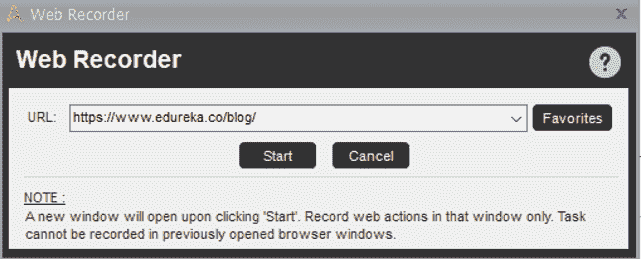 Web Recorder
Web Recorder
?
URL: https://www.edureka.co/blog/ Favorites
Start Cancel
NOTE :
A new window will open upon clicking 'Start'. Record web actions in that window only. Task
cannot be recorded in previously opened browser windows.